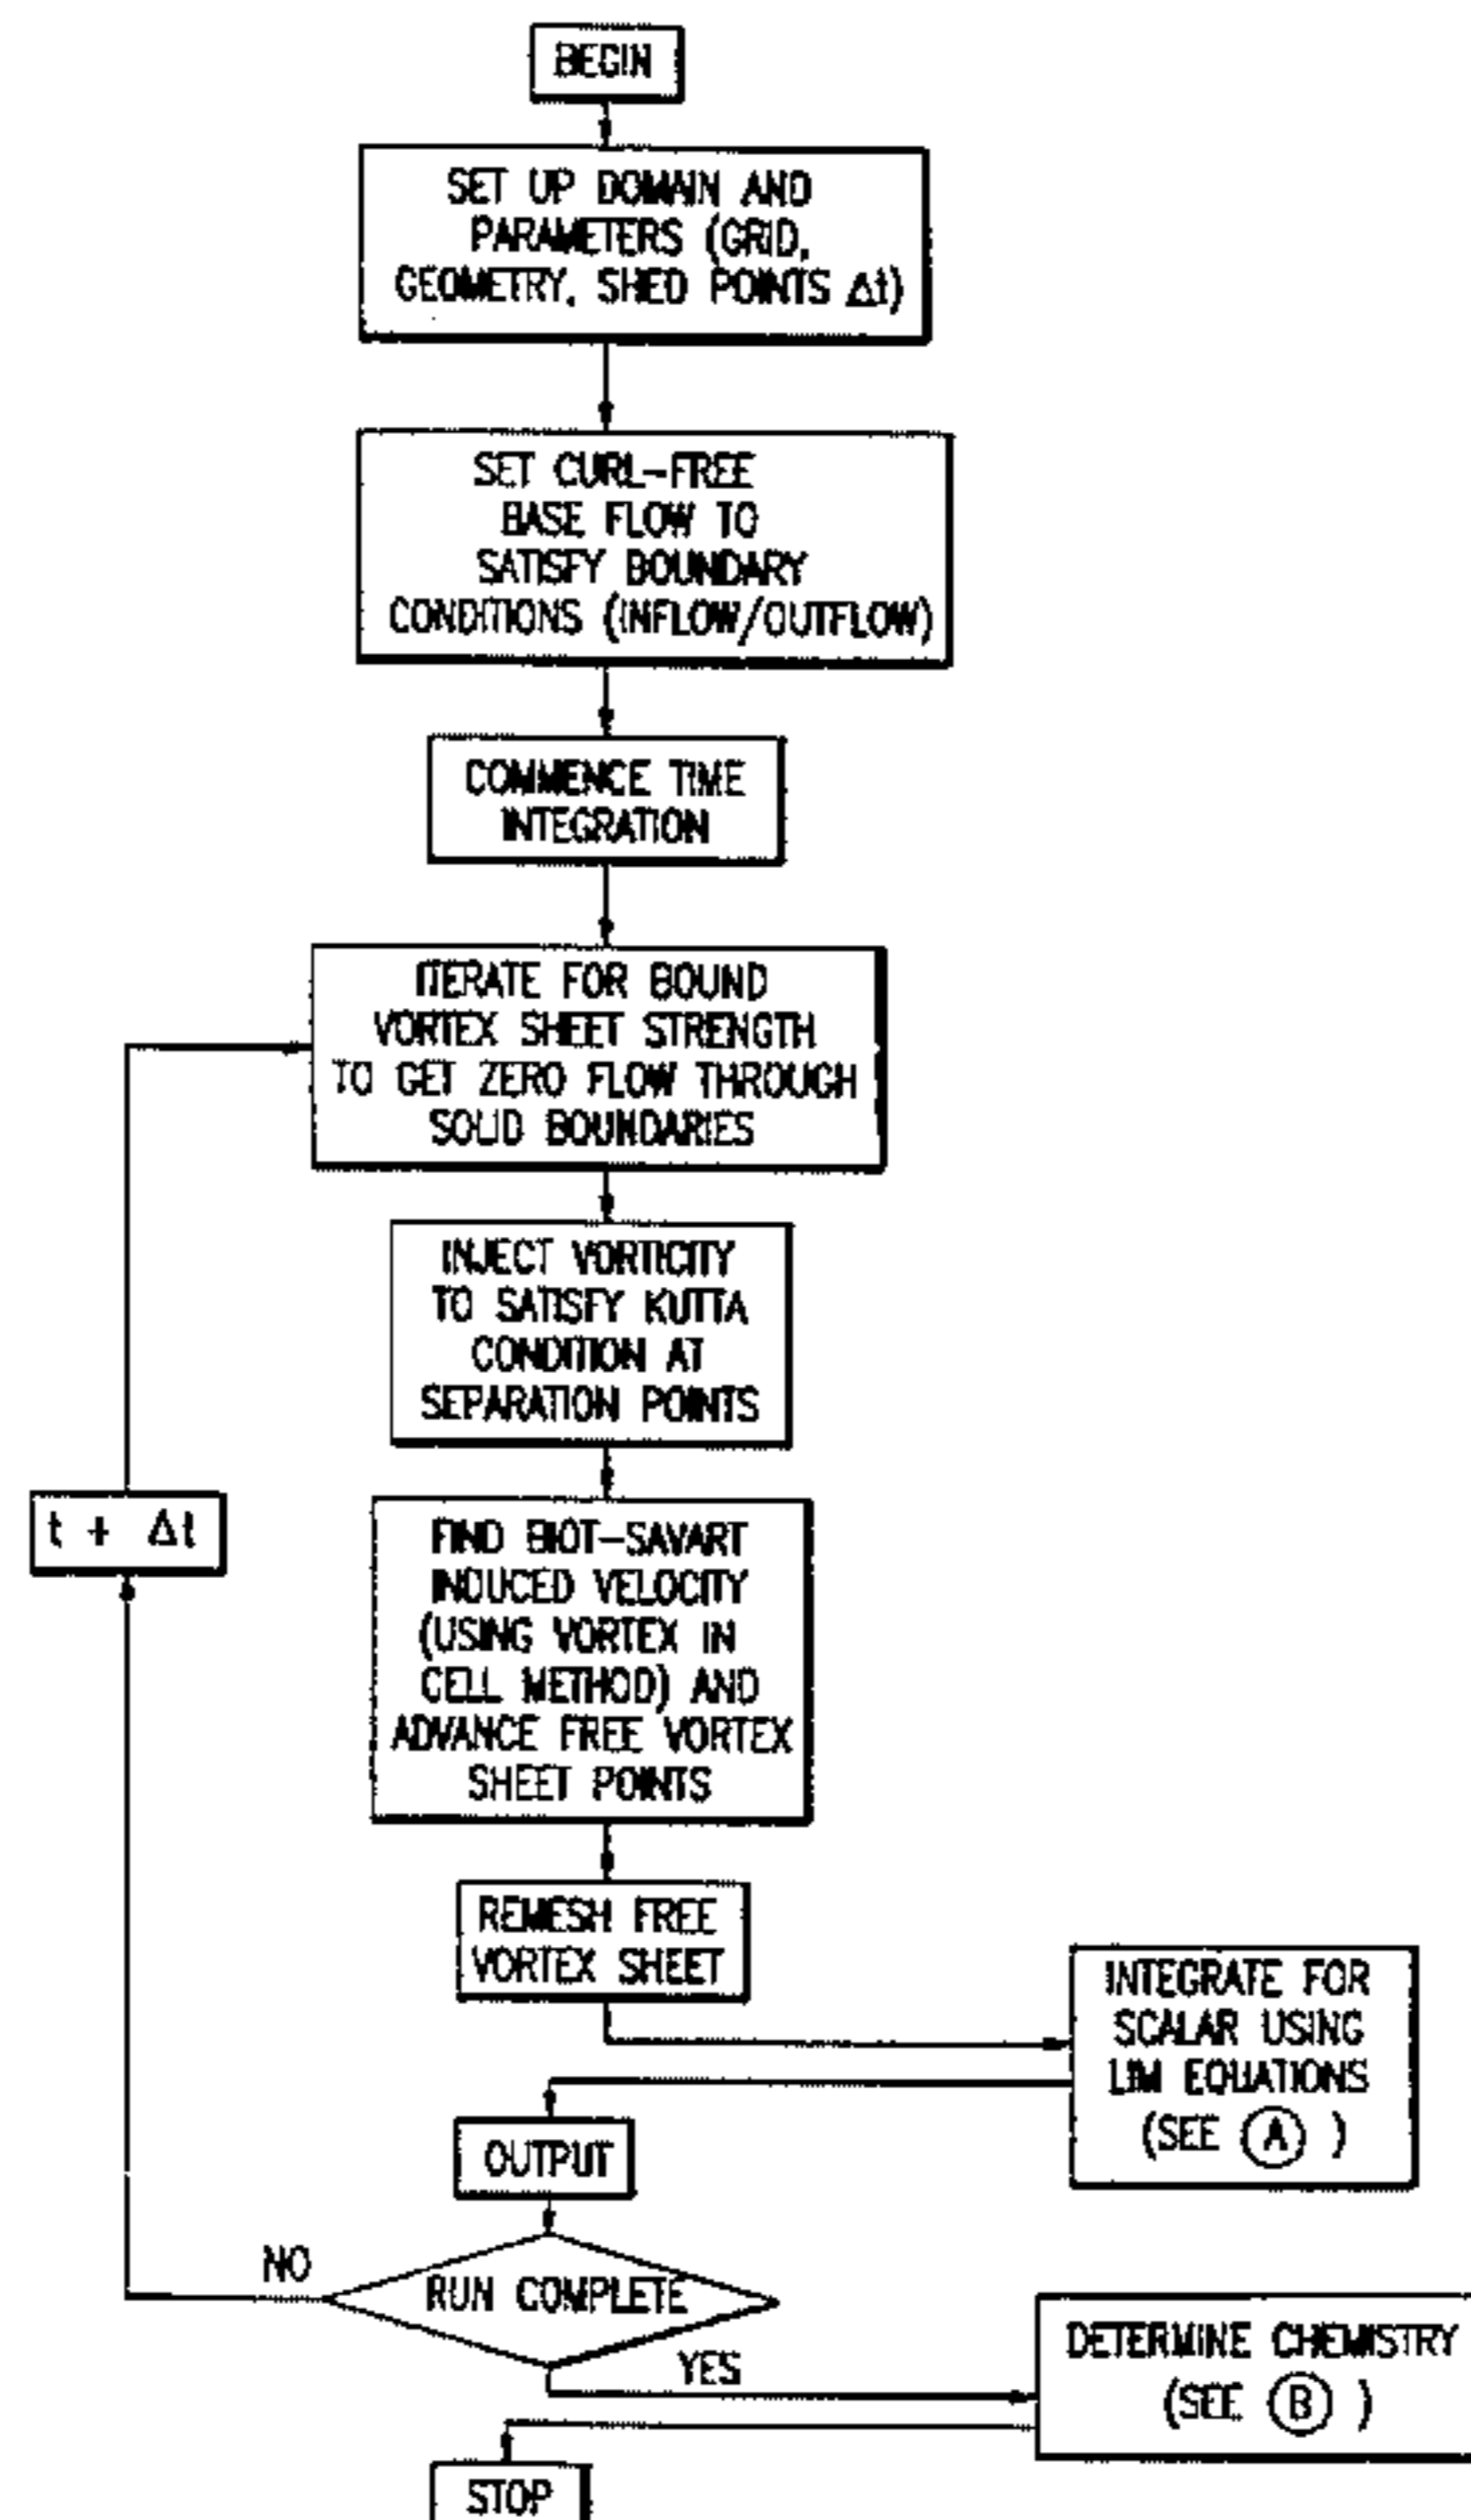 BEGIN
SET UP DOMAIN AND
PARAMETERS (GRID,
GEOMETRY, SHED POINTS Δt)
SET CURL-FREE
BASE FLOW TO
SATISFY BOUNDARY
CONDITIONS (INFLOW/OUTFLOW)
COMMENCE TIME
INTEGRATION
ITERATE FOR BOUND
VORTEX SHEET STRENGTH
TO GET ZERO FLOW THROUGH
SOLID BOUNDARIES
INJECT VORTICITY
TO SATISFY KUTTA
CONDITION AT
SEPARATION POINTS
t + Δt
FIND BIOT-SAVART
INDUCED VELOCITY
(USING VORTEX IN
CELL METHOD) AND
ADVANCE FREE VORTEX
SHEET POINTS
REMESH FREE
VORTEX SHEET
INTEGRATE FOR
SCALAR USING
LIM EQUATIONS
(SEE A )
OUTPUT
NO
RUN COMPLETE
YES
DETERMINE CHEMISTRY
(SEE B )
STOP